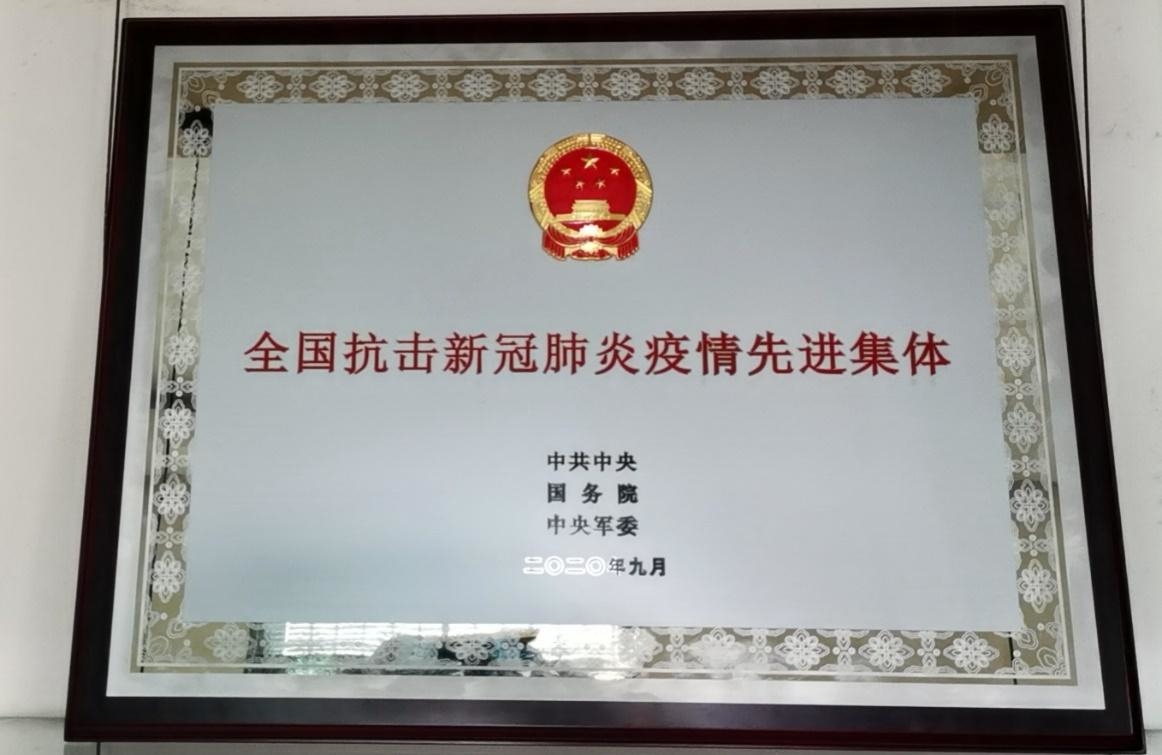 全国抗击新冠肺炎疫情先进集体
中共中央
国务院
中央军委
二〇二〇年九月